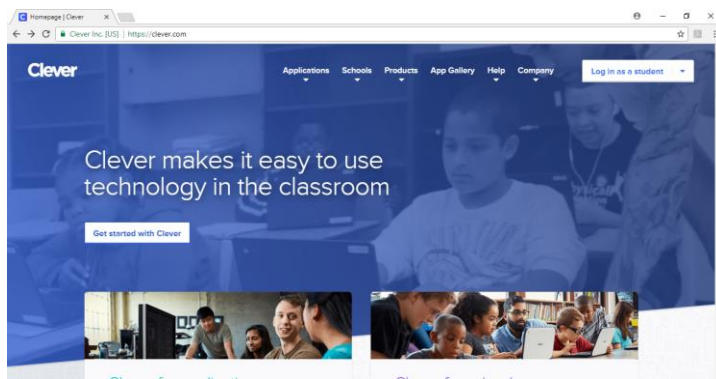 Homepage | Clever
Clever Inc. [US] | https://clever.com
Clever
Applications Schools Products App Gallery Help Company
Log in as a student
Clever makes it easy to use
technology in the classroom
Get started with Clever